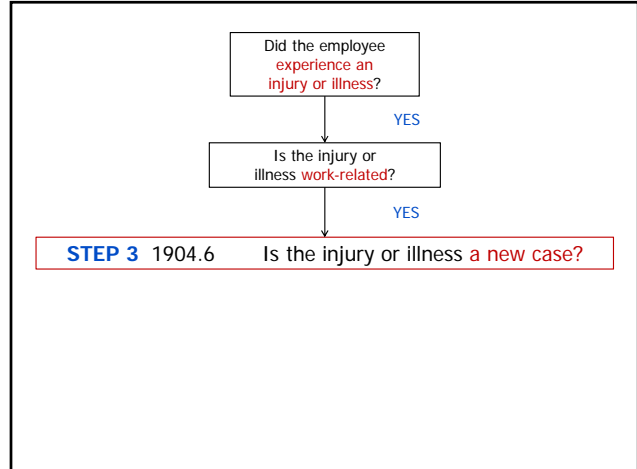 Did the employee
experience an
injury or illness?
YES
Is the injury or
illness work-related?
YES
STEP 3 1904.6 Is the injury or illness a new case?